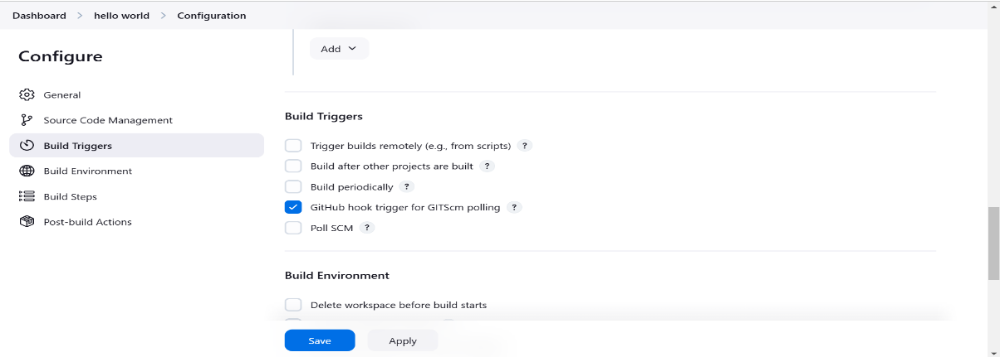 Dashboard > hello world > Configuration
Configure
General
Source Code Management
Build Triggers
Build Environment
Build Steps
Post-build Actions
Add
Build Triggers
Trigger builds remotely (e.g., from scripts) ?
Build after other projects are built ?
Build periodically ?
GitHub hook trigger for GITScm polling ?
Poll SCM ?
Build Environment
Delete workspace before build starts
Save Apply